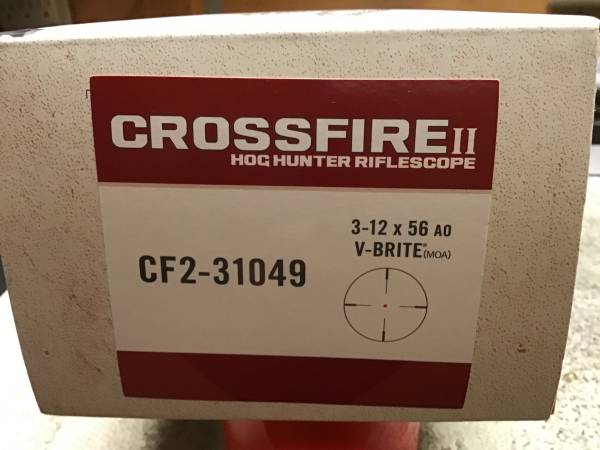 CROSSFIRE II
HOG HUNTER RIFLESCOPE
3-12 x 56 AO
V-BRITE® (MOA)
CF2-31049